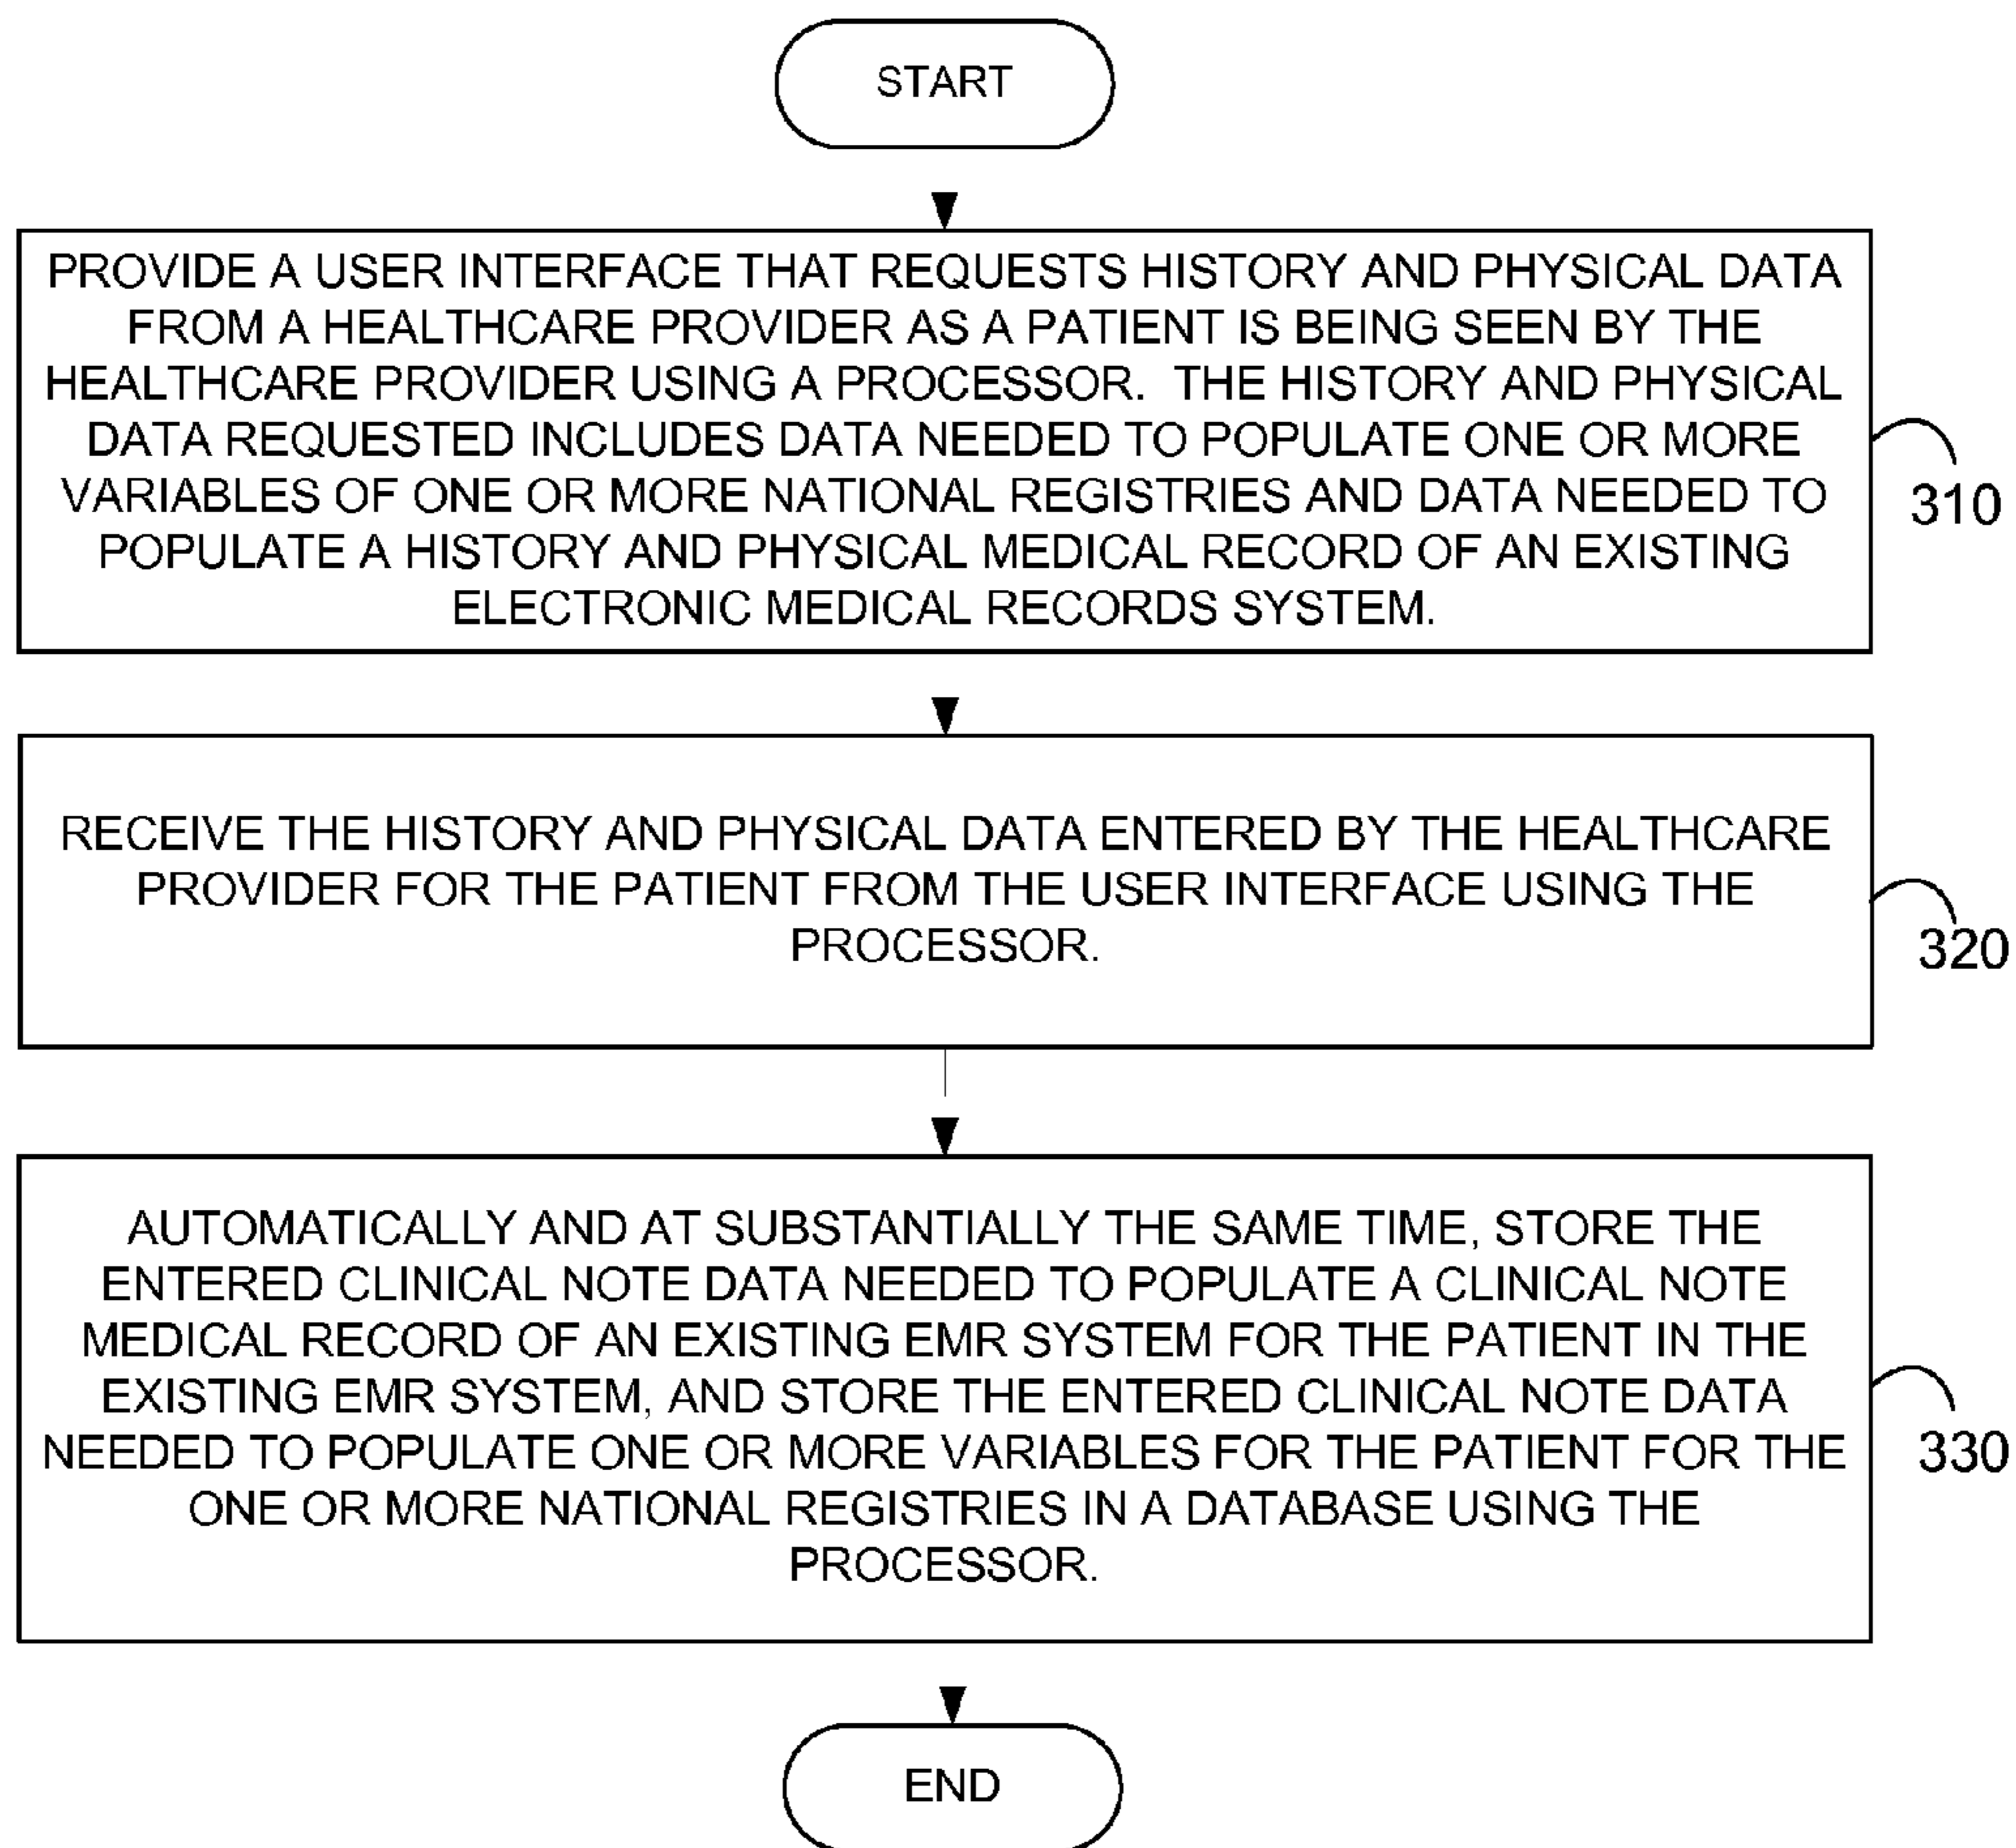 START
PROVIDE A USER INTERFACE THAT REQUESTS HISTORY AND PHYSICAL DATA
FROM A HEALTHCARE PROVIDER AS A PATIENT IS BEING SEEN BY THE
HEALTHCARE PROVIDER USING A PROCESSOR. THE HISTORY AND PHYSICAL
DATA REQUESTED INCLUDES DATA NEEDED TO POPULATE ONE OR MORE
VARIABLES OF ONE OR MORE NATIONAL REGISTRIES AND DATA NEEDED TO
POPULATE A HISTORY AND PHYSICAL MEDICAL RECORD OF AN EXISTING
ELECTRONIC MEDICAL RECORDS SYSTEM.
310
RECEIVE THE HISTORY AND PHYSICAL DATA ENTERED BY THE HEALTHCARE
PROVIDER FOR THE PATIENT FROM THE USER INTERFACE USING THE
PROCESSOR.
320
AUTOMATICALLY AND AT SUBSTANTIALLY THE SAME TIME, STORE THE
ENTERED CLINICAL NOTE DATA NEEDED TO POPULATE A CLINICAL NOTE
MEDICAL RECORD OF AN EXISTING EMR SYSTEM FOR THE PATIENT IN THE
EXISTING EMR SYSTEM, AND STORE THE ENTERED CLINICAL NOTE DATA
NEEDED TO POPULATE ONE OR MORE VARIABLES FOR THE PATIENT FOR THE
ONE OR MORE NATIONAL REGISTRIES IN A DATABASE USING THE
PROCESSOR.
330
END